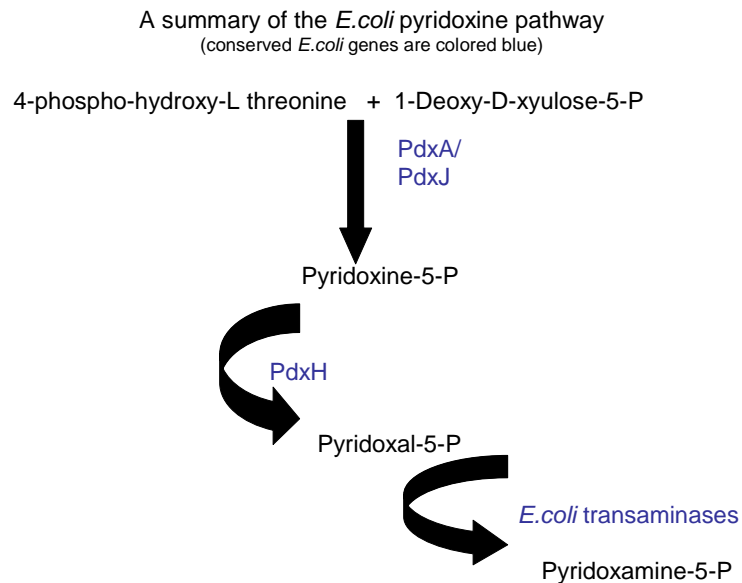 A summary of the E.coli pyridoxine pathway
(conserved E.coli genes are colored blue)
4-phospho-hydroxy-L threonine + 1-Deoxy-D-xyulose-5-P
PdxA/
PdxJ
Pyridoxine-5-P
PdxH
Pyridoxal-5-P
E.coli transaminases
Pyridoxamine-5-P